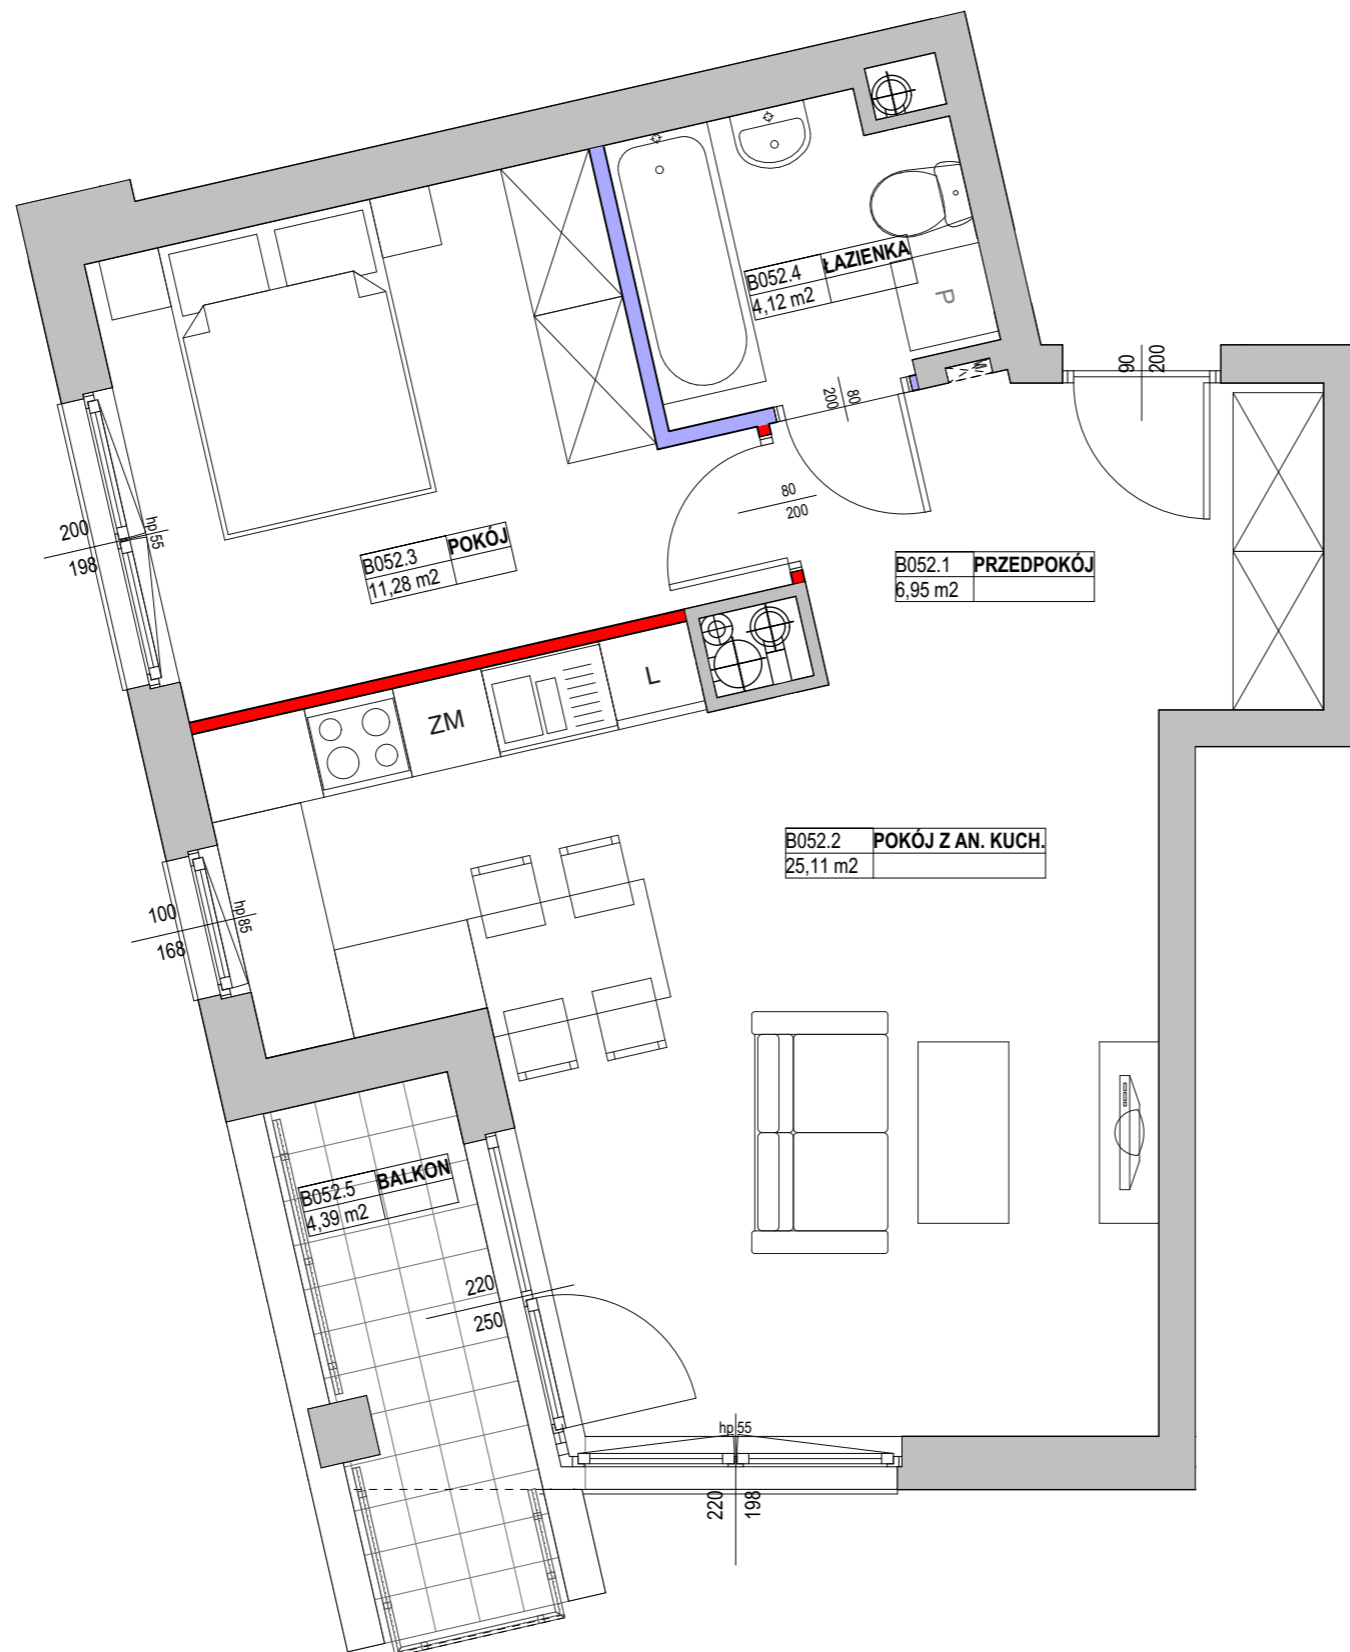 B052.4 ŁAZIENKA
4,12 m2
P
90
200
80
200
80
200
200
198
hp 55
B052.3 POKÓJ
11,28 m2
B052.1 PRZEDPOKÓJ
6,95 m2
L
ZM
B052.2 POKÓJ Z AN. KUCH.
25,11 m2
100
168
hp 85
B052.5 BALKON
4,39 m2
220
250
hp 55
220
198